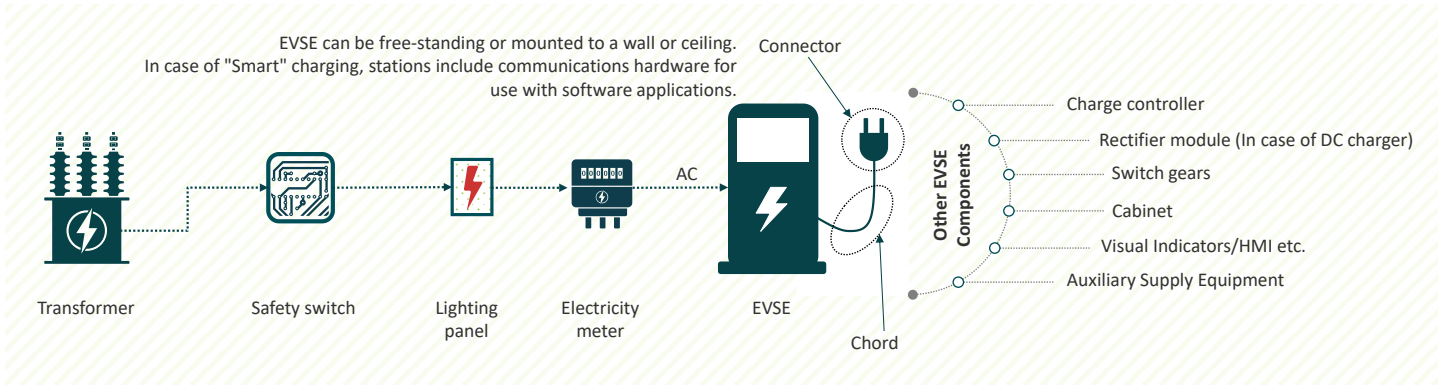 EVSE can be free-standing or mounted to a wall or ceiling.
In case of "Smart" charging, stations include communications hardware for
use with software applications.
Connector
Charge controller
Rectifier module (In case of DC charger)
Switch gears
Cabinet
Visual Indicators/HMI etc.
Auxiliary Supply Equipment
Other EVSE
Components
AC
000000
Transformer
Safety switch
Lighting
panel
Electricity
meter
EVSE
Chord